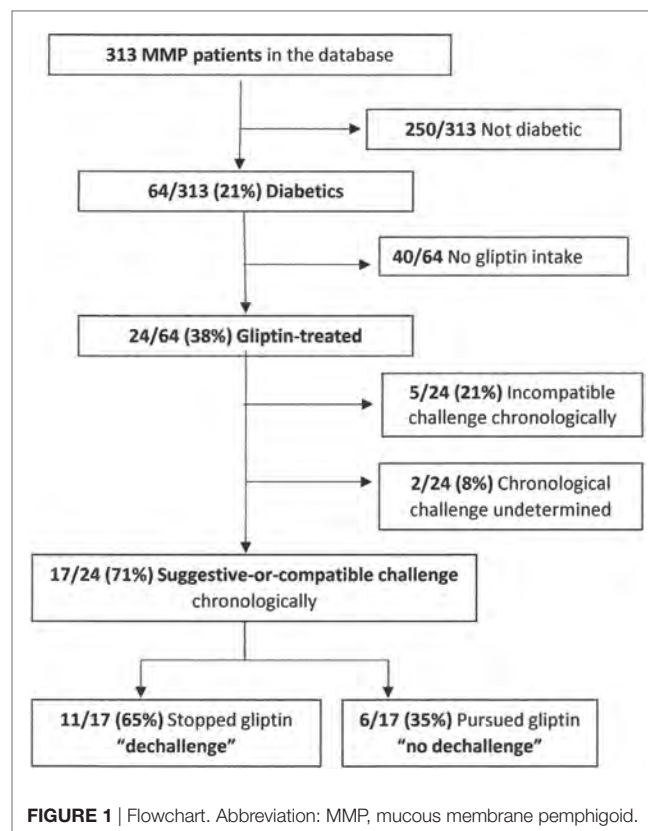 313 MMP patients in the database
250/313 Not diabetic
64/313 (21%) Diabetics
40/64 No gliptin intake
24/64 (38%) Gliptin-treated
5/24 (21%) Incompatible
challenge chronologically
2/24 (8%) Chronological
challenge undetermined
17/24 (71%) Suggestive-or-compatible challenge
chronologically
11/17 (65%) Stopped gliptin
"dechallenge"
6/17 (35%) Pursued gliptin
"no dechallenge"
FIGURE 1 | Flowchart. Abbreviation: MMP, mucous membrane pemphigoid.